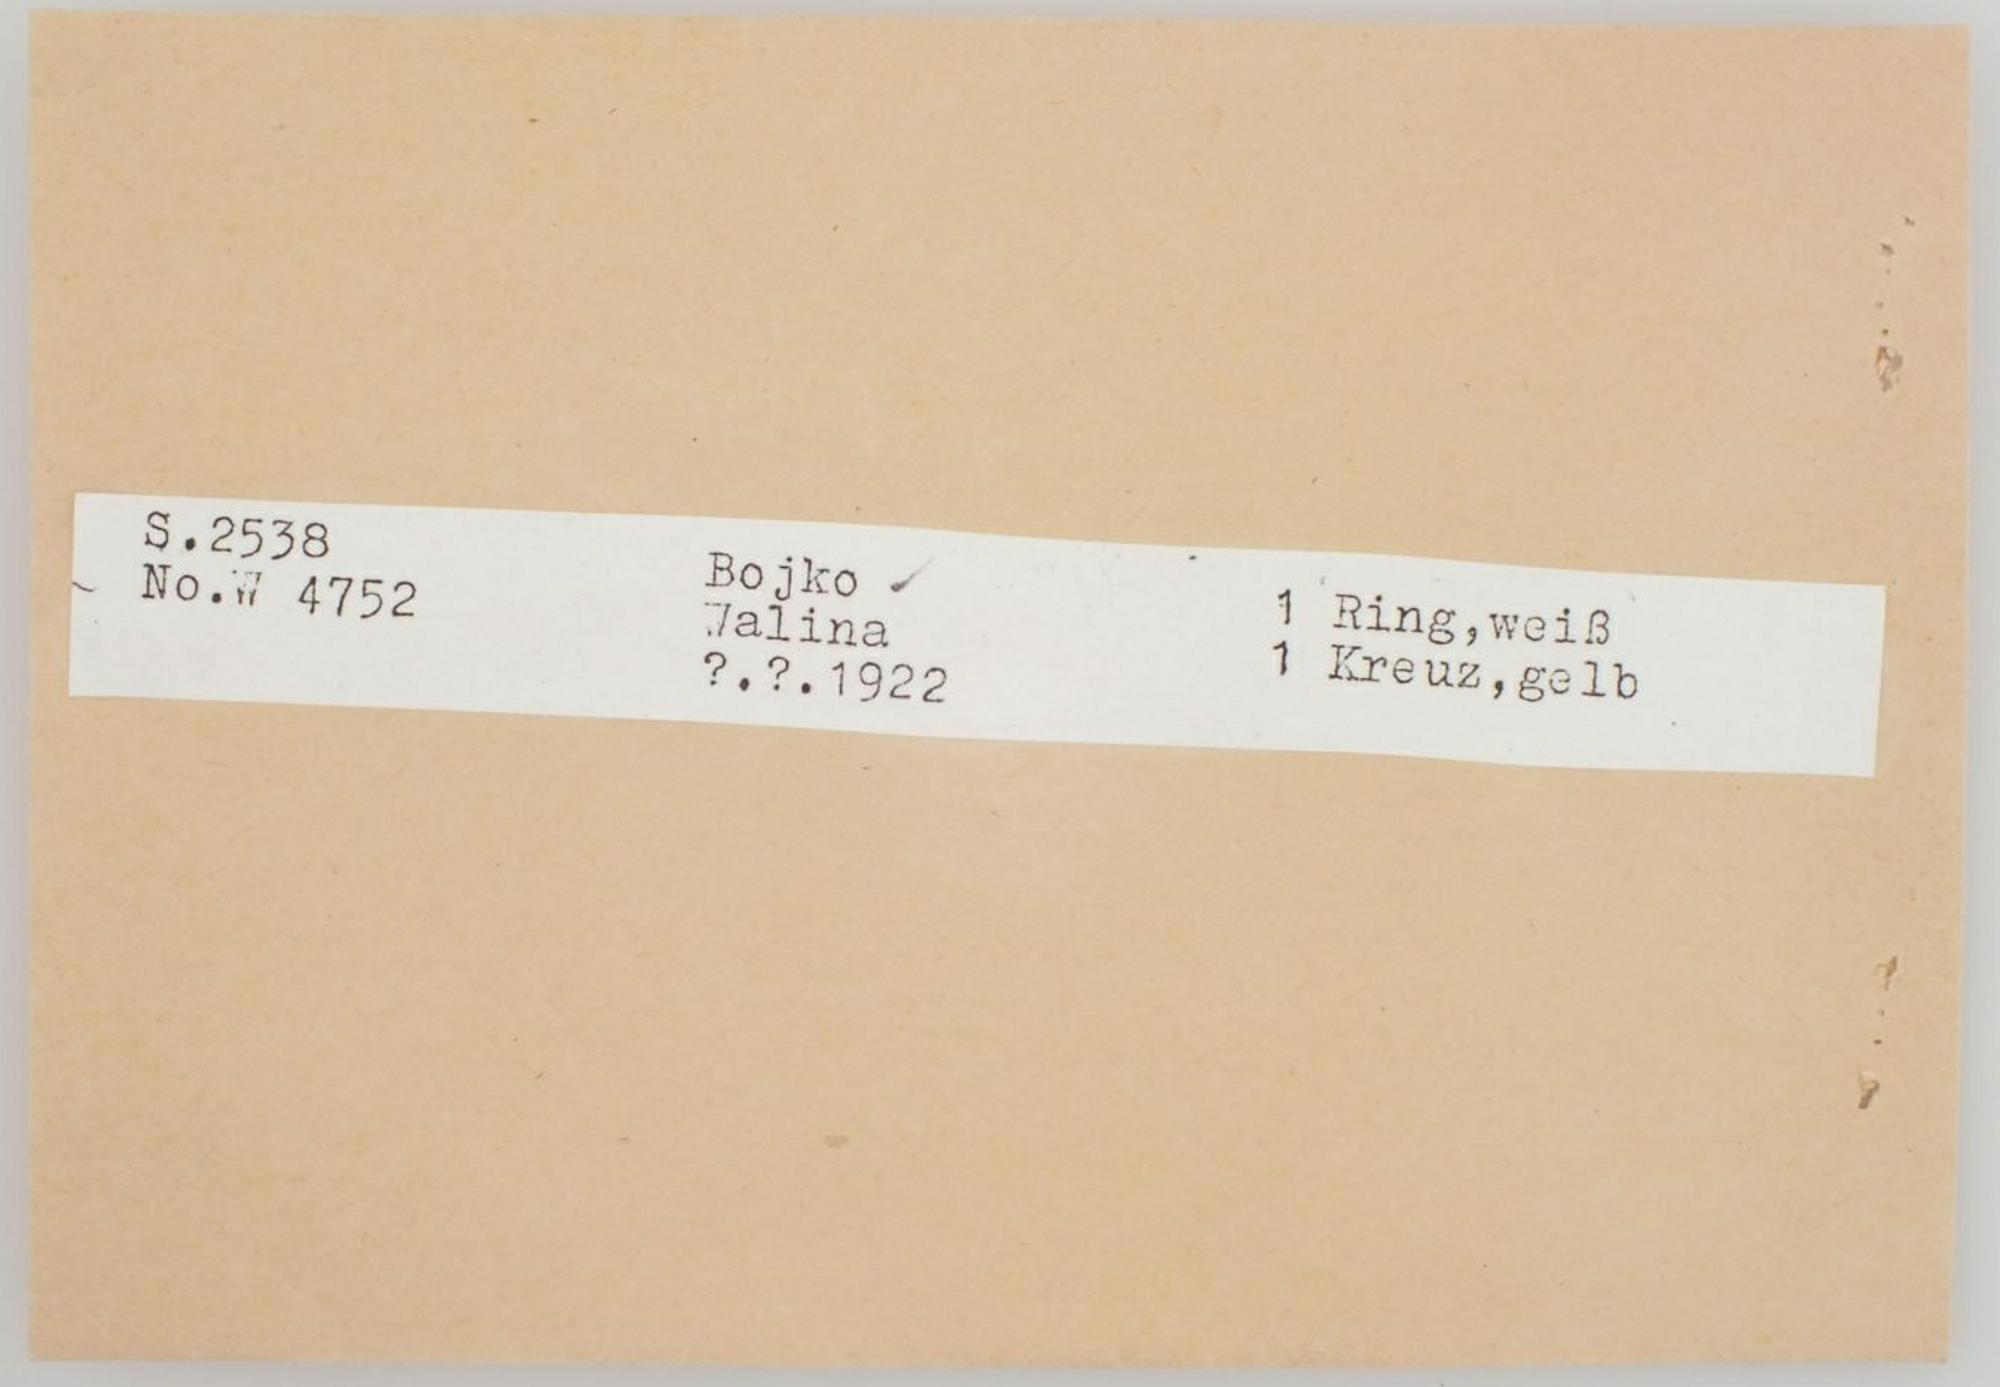 S.2538
No.W 4752
Bojko
Walina
?.?.1922
1 Ring,weiß
1 Kreuz,gelb